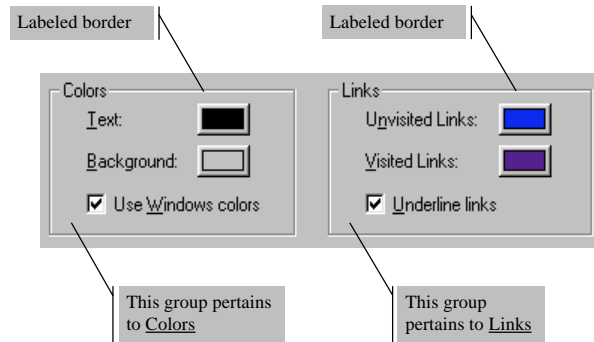 Labeled border
Labeled border
Colors
Text:
Background:
Use Windows colors
Links
Unvisited Links:
Visited Links:
Underline links
This group pertains
to Colors
This group
pertains to Links